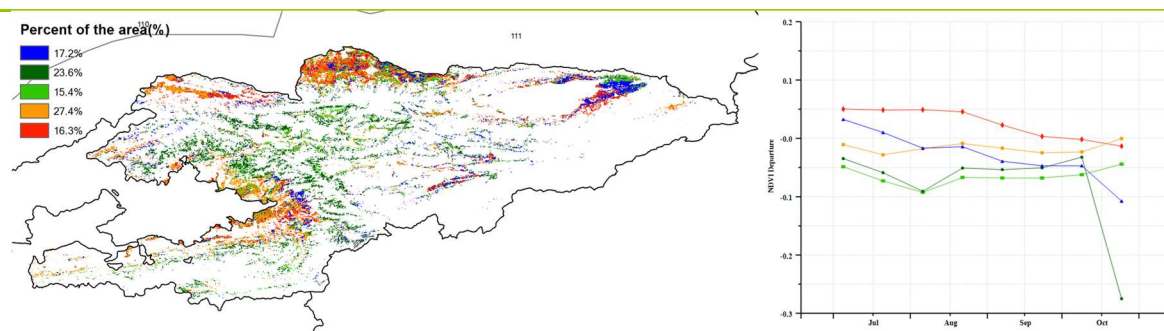 Percent of the area(%)
110
111
17.2%
23.6%
15.4%
27.4%
16.3%
0.2
0.1
-0.0
-0.1
-0.2
-0.3
NDVI Departure
Jul
Aug
Sep
Oct